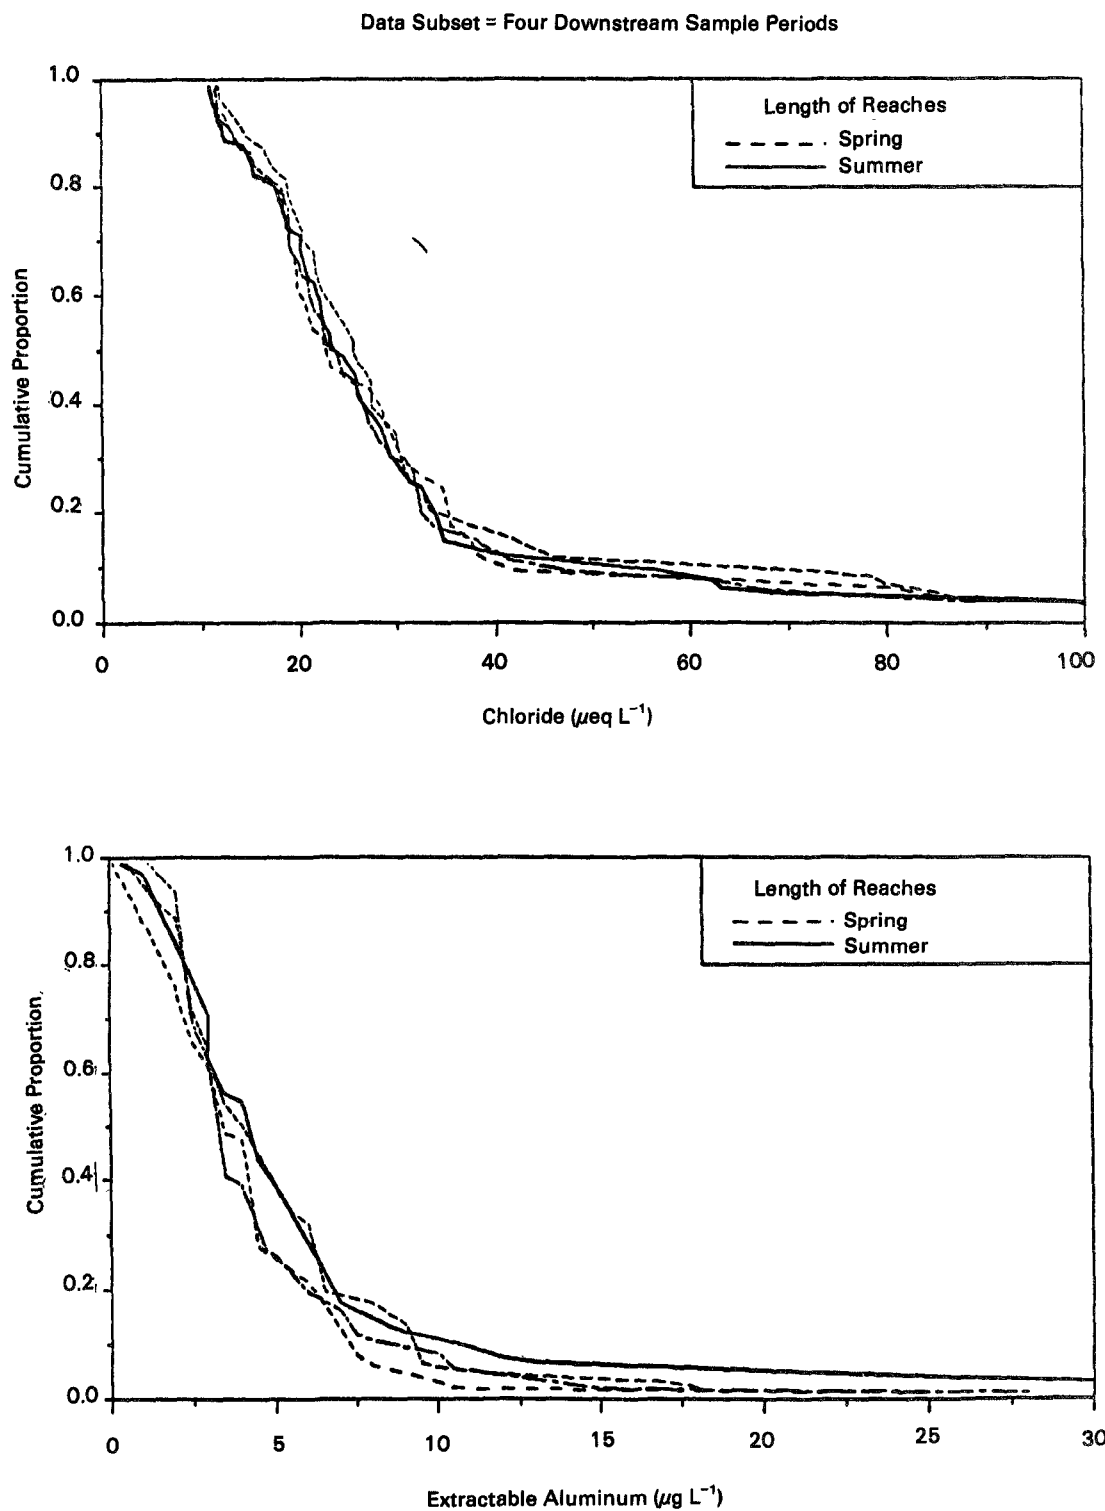 Data Subset = Four Downstream Sample Periods
1.0
0.8
0.6
0.4
0.2
0.0
Cumulative Proportion
Length of Reaches
Spring
Summer
0 20 40 60 80 100
Chloride (μeq L⁻¹)
1.0
0.8
0.6
0.4
0.2
0.0
Cumulative Proportion
Length of Reaches
Spring
Summer
0 5 10 15 20 25 30
Extractable Aluminum (μg L⁻¹)